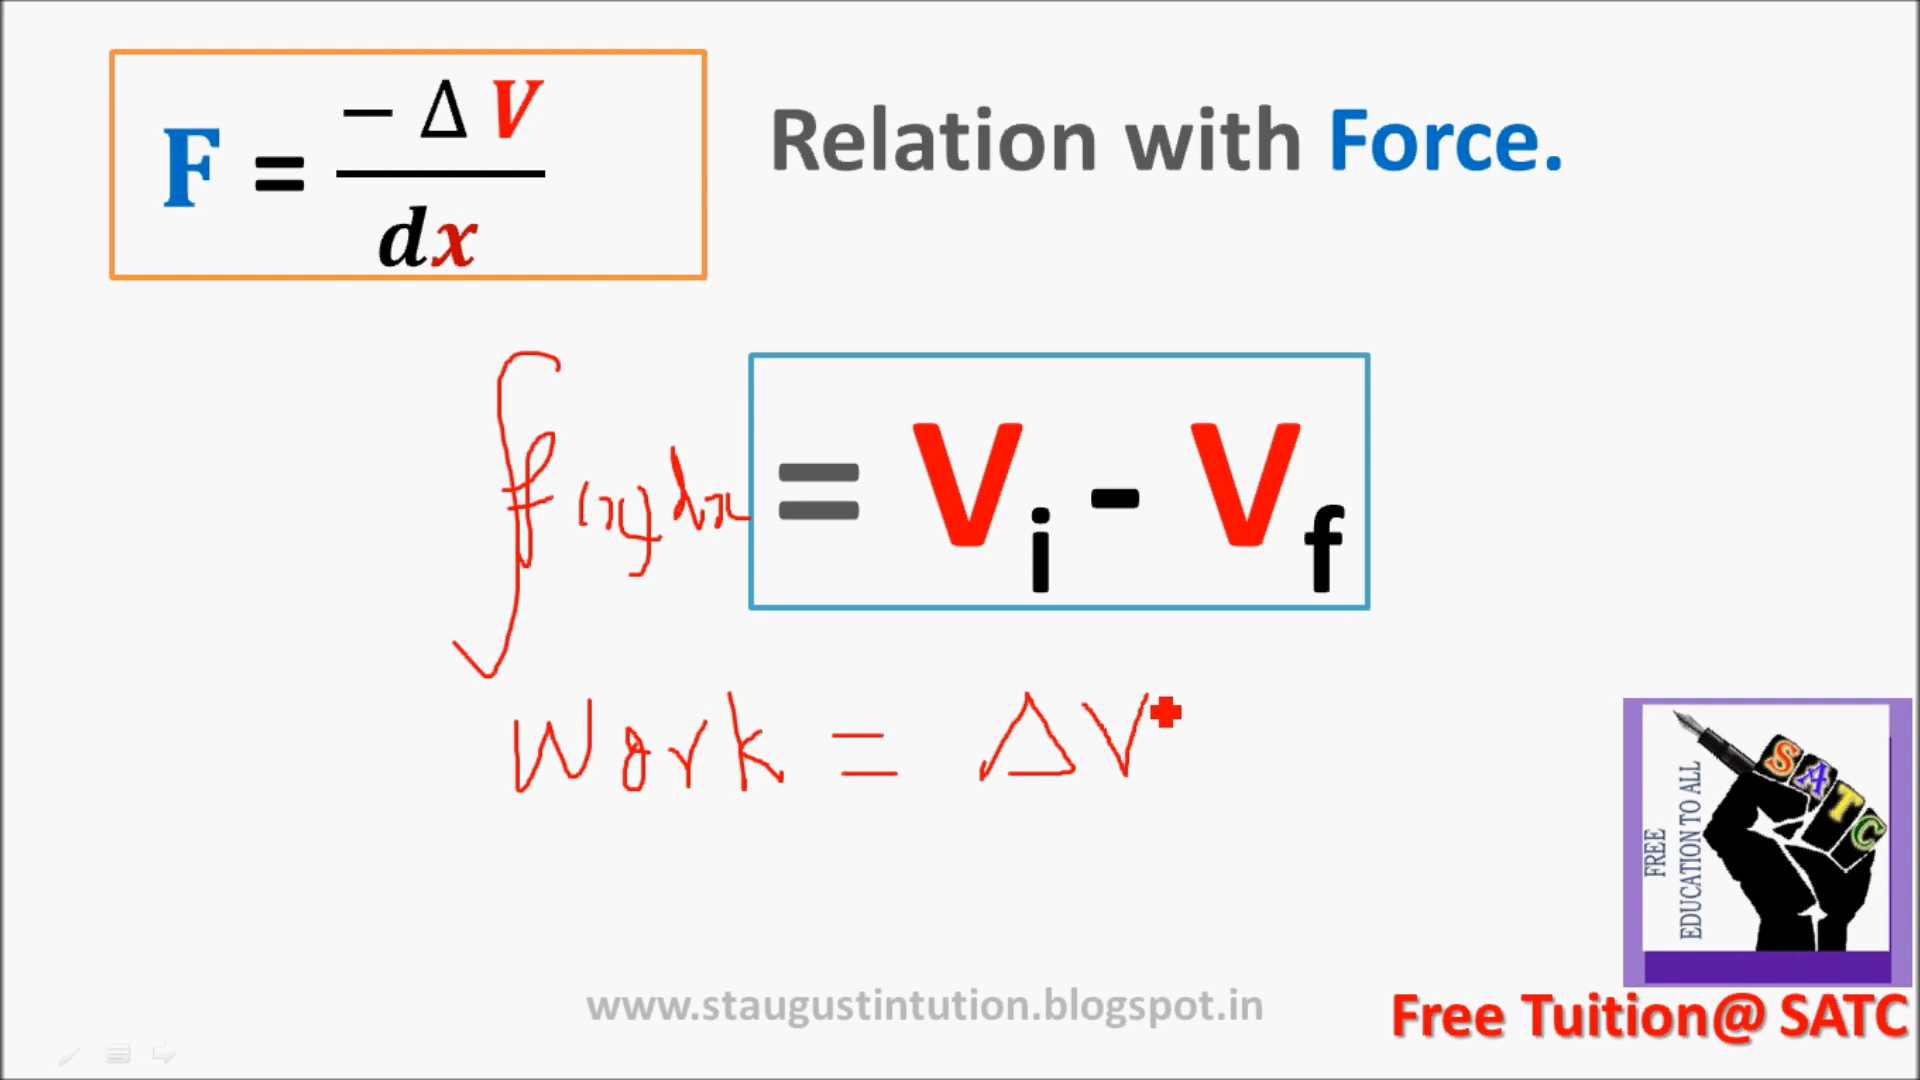 F = − Δ V / dx
Relation with Force.
∫ f(x) dx = Vi - Vf
Work = ΔV
FREE
EDUCATION TO ALL
SATC
www.staugustintution.blogspot.in
Free Tuition@ SATC